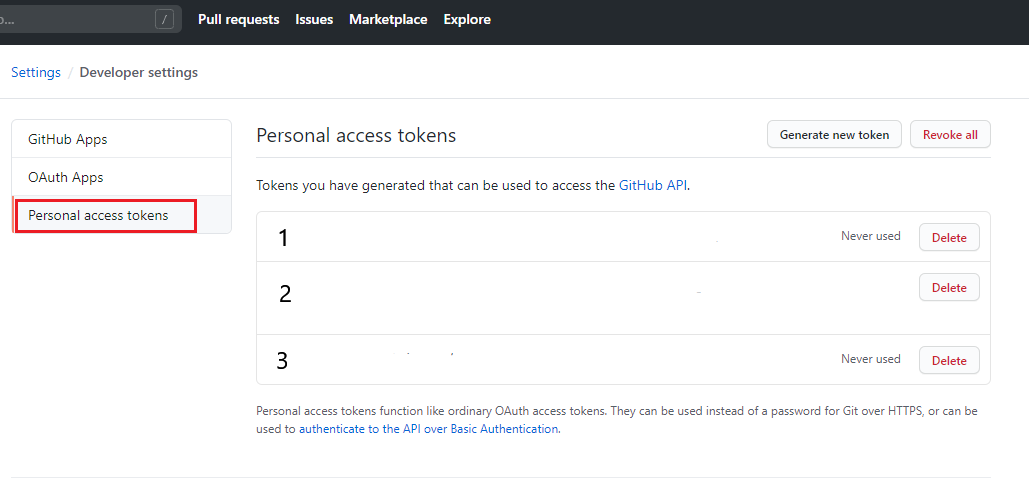 o...
/
Pull requests Issues Marketplace Explore
Settings / Developer settings
GitHub Apps
OAuth Apps
Personal access tokens
Personal access tokens
Generate new token
Revoke all
Tokens you have generated that can be used to access the GitHub API.
1 Never used Delete
2 Delete
3 Never used Delete
Personal access tokens function like ordinary OAuth access tokens. They can be used instead of a password for Git over HTTPS, or can be
used to authenticate to the API over Basic Authentication.